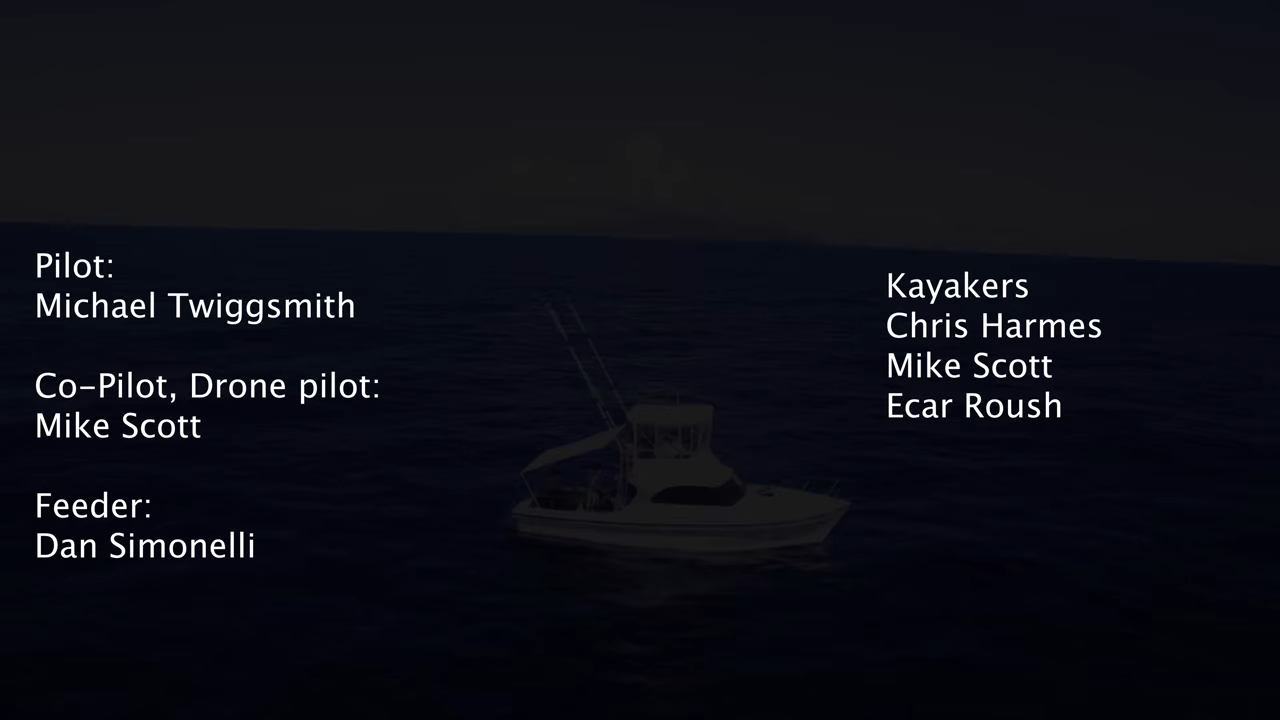 Pilot:
Michael Twiggsmith
Co-Pilot, Drone pilot:
Mike Scott
Feeder:
Dan Simonelli
Kayakers
Chris Harmes
Mike Scott
Ecar Roush